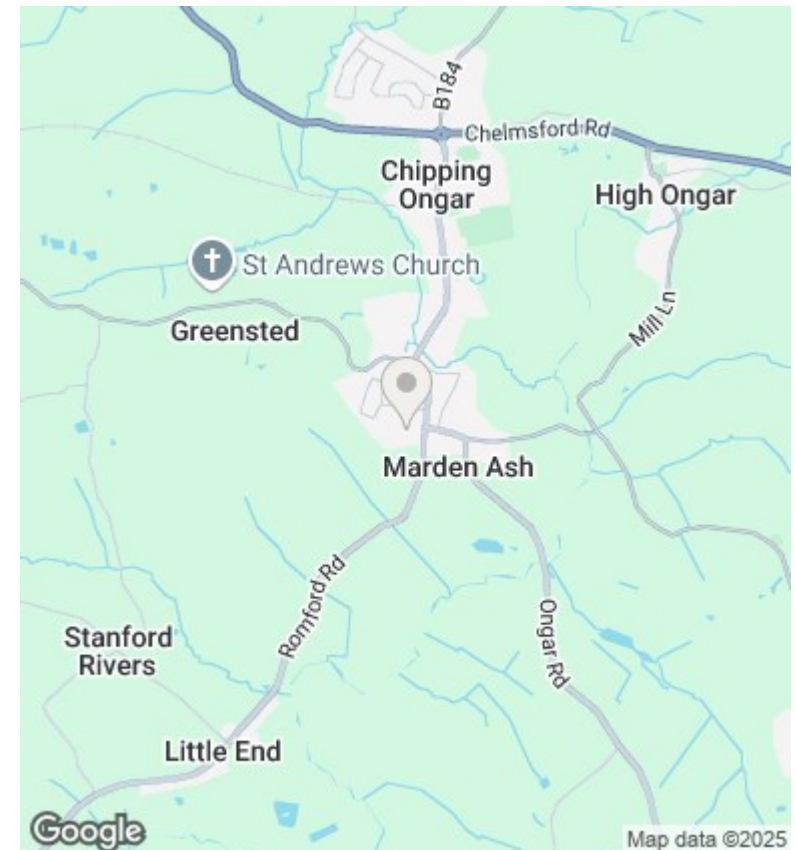 B184
Chelmsford Rd
Chipping
Ongar
High Ongar
St Andrews Church
Mill Ln
Greensted
Marden Ash
Romford Rd
Ongar Rd
Stanford
Rivers
Little End
Google
Map data ©2025